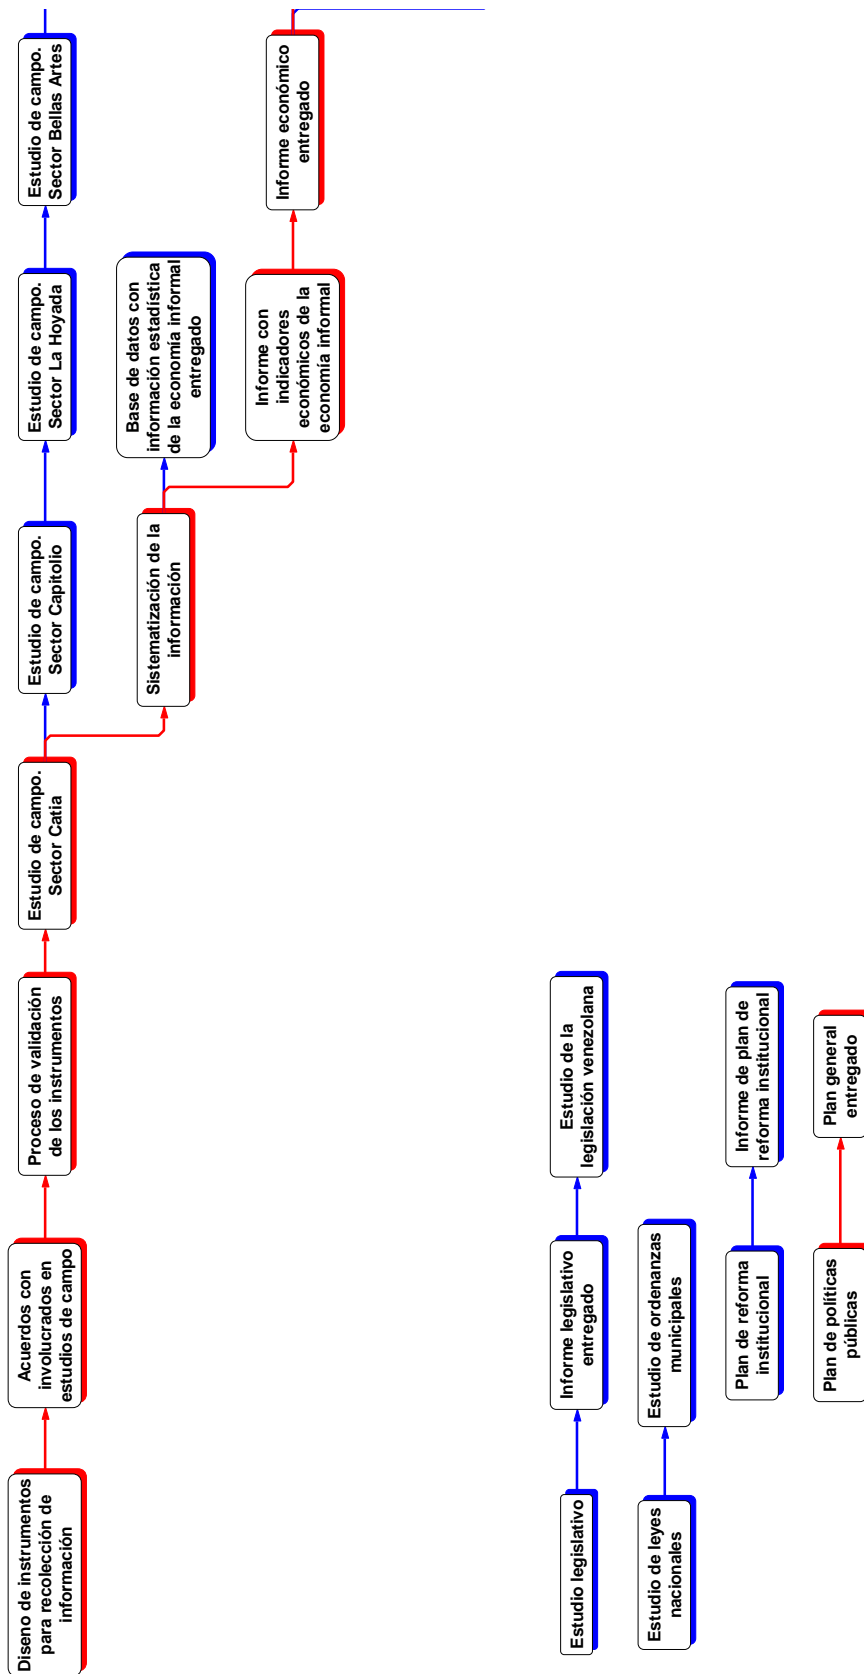 Diseno de instrumentos
para recolección de
información
Acuerdos con
involucrados en
estudios de campo
Proceso de validación
de los instrumentos
Estudio de campo.
Sector Catia
Estudio de campo.
Sector Capitolio
Estudio de campo.
Sector La Hoyada
Estudio de campo.
Sector Bellas Artes
Sistematización de la
información
Base de datos con
información estadística
de la economía informal
entregado
Informe con
indicadores
económicos de la
economía informal
Informe económico
entregado
Estudio legislativo
Informe legislativo
entregado
Estudio de la
legislación venezolana
Estudio de leyes
nacionales
Estudio de ordenanzas
municipales
Plan de reforma
institucional
Informe de plan de
reforma institucional
Plan de políticas
públicas
Plan general
entregado